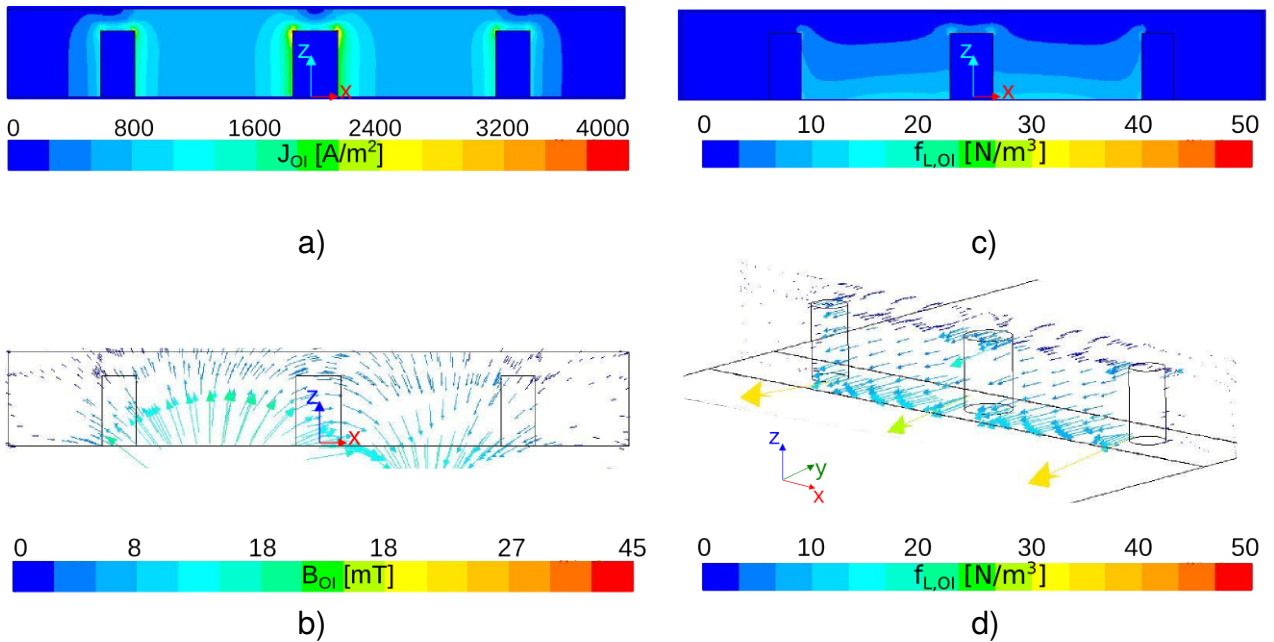 Z
X
0 800 1600 2400 3200 4000
J_OI [A/m²]
a)
Z
X
0 10 20 30 40 50
f_L,OI [N/m³]
c)
Z
X
0 8 18 18 27 45
B_OI [mT]
b)
z
y
x
0 10 20 30 40 50
f_L,OI [N/m³]
d)